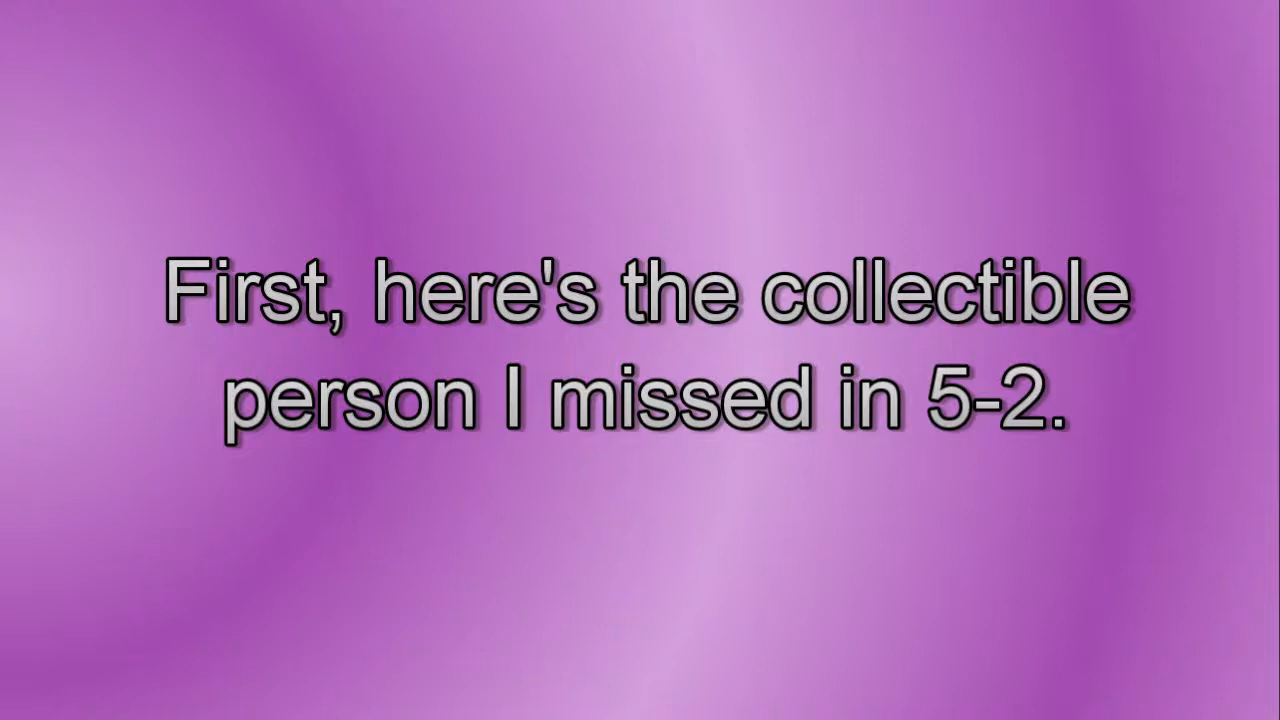 First, here's the collectible
person I missed in 5-2.